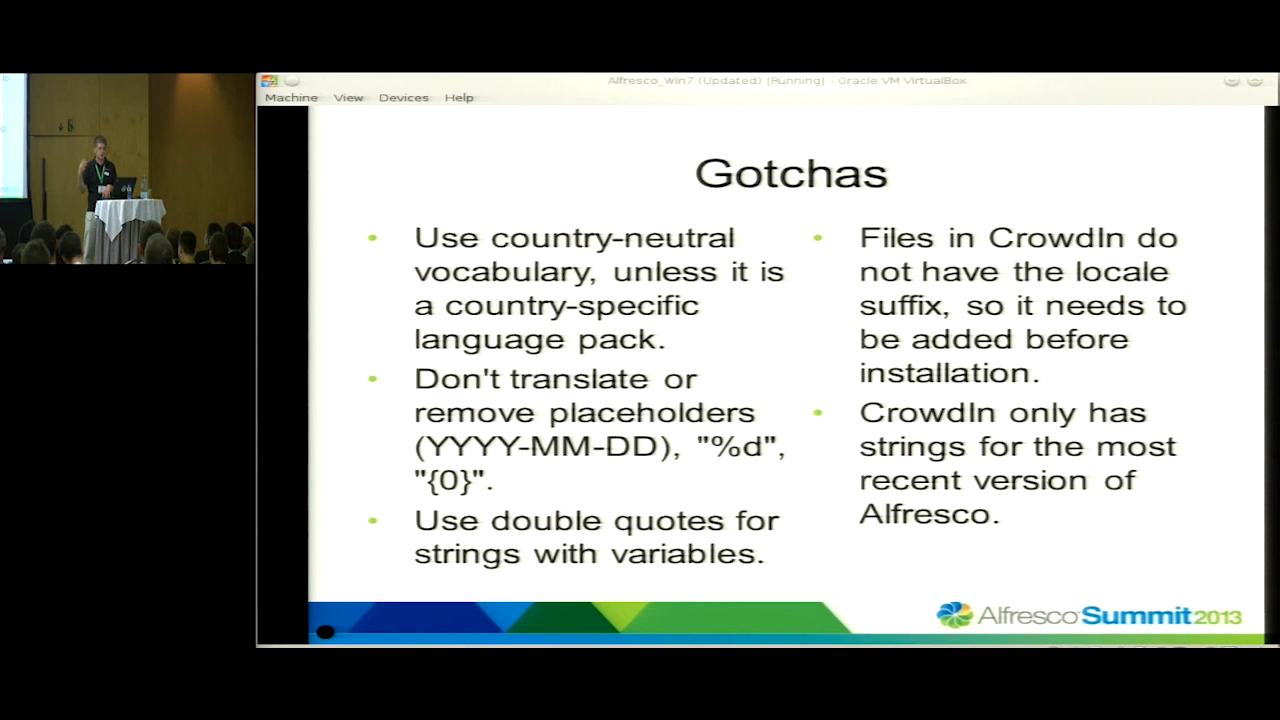 Alfresco_Win7 (Updated) [Running] - Oracle VM VirtualBox
Machine View Devices Help
Gotchas
• Use country-neutral
vocabulary, unless it is
a country-specific
language pack.
• Don't translate or
remove placeholders
(YYYY-MM-DD), "%d",
"{0}".
• Use double quotes for
strings with variables.
• Files in CrowdIn do
not have the locale
suffix, so it needs to
be added before
installation.
• CrowdIn only has
strings for the most
recent version of
Alfresco.
Alfresco Summit 2013